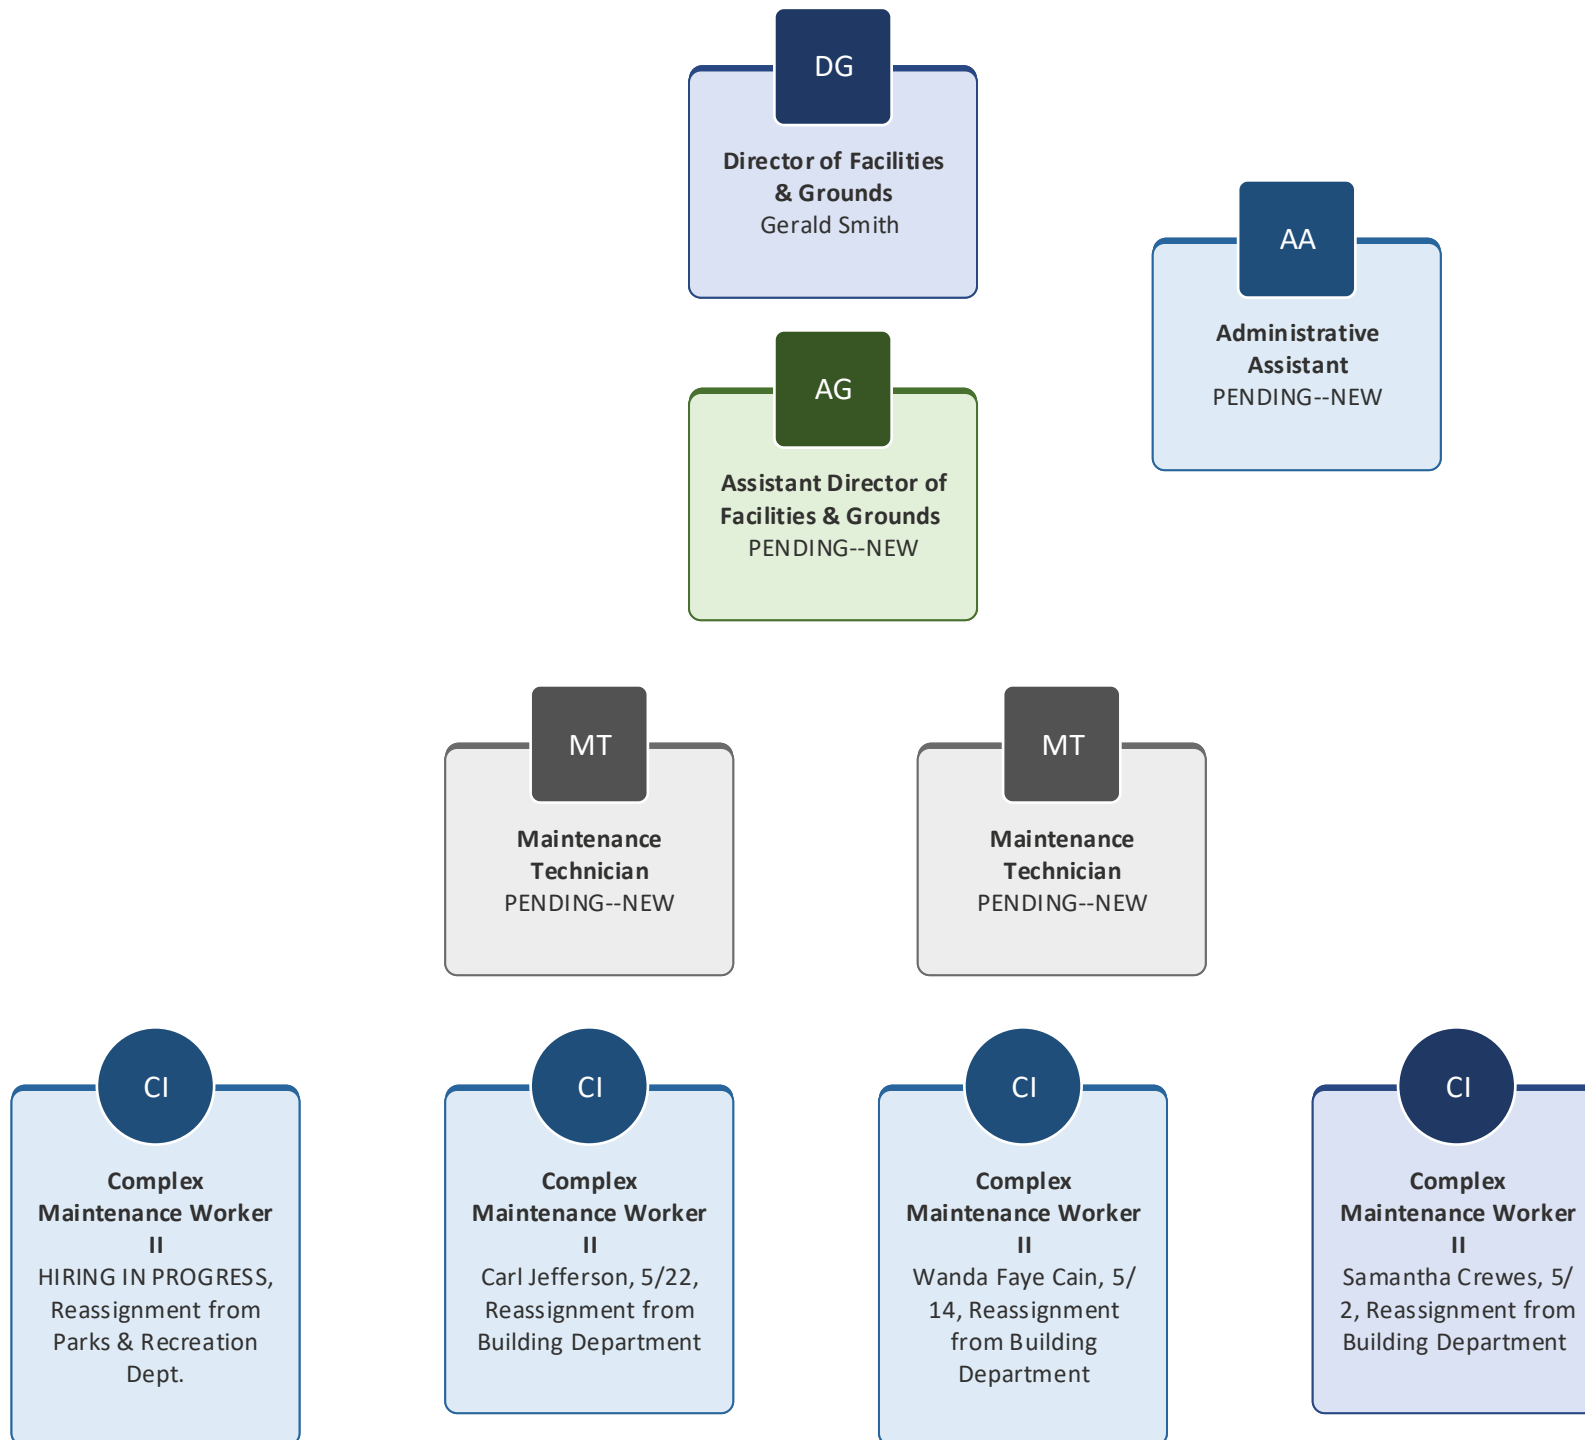 DG
Director of Facilities
& Grounds
Gerald Smith
AA
Administrative
Assistant
PENDING--NEW
AG
Assistant Director of
Facilities & Grounds
PENDING--NEW
MT
Maintenance
Technician
PENDING--NEW
MT
Maintenance
Technician
PENDING--NEW
CI
Complex
Maintenance Worker
II
HIRING IN PROGRESS,
Reassignment from
Parks & Recreation
Dept.
CI
Complex
Maintenance Worker
II
Carl Jefferson, 5/22,
Reassignment from
Building Department
CI
Complex
Maintenance Worker
II
Wanda Faye Cain, 5/
14, Reassignment
from Building
Department
CI
Complex
Maintenance Worker
II
Samantha Crewes, 5/
2, Reassignment from
Building Department